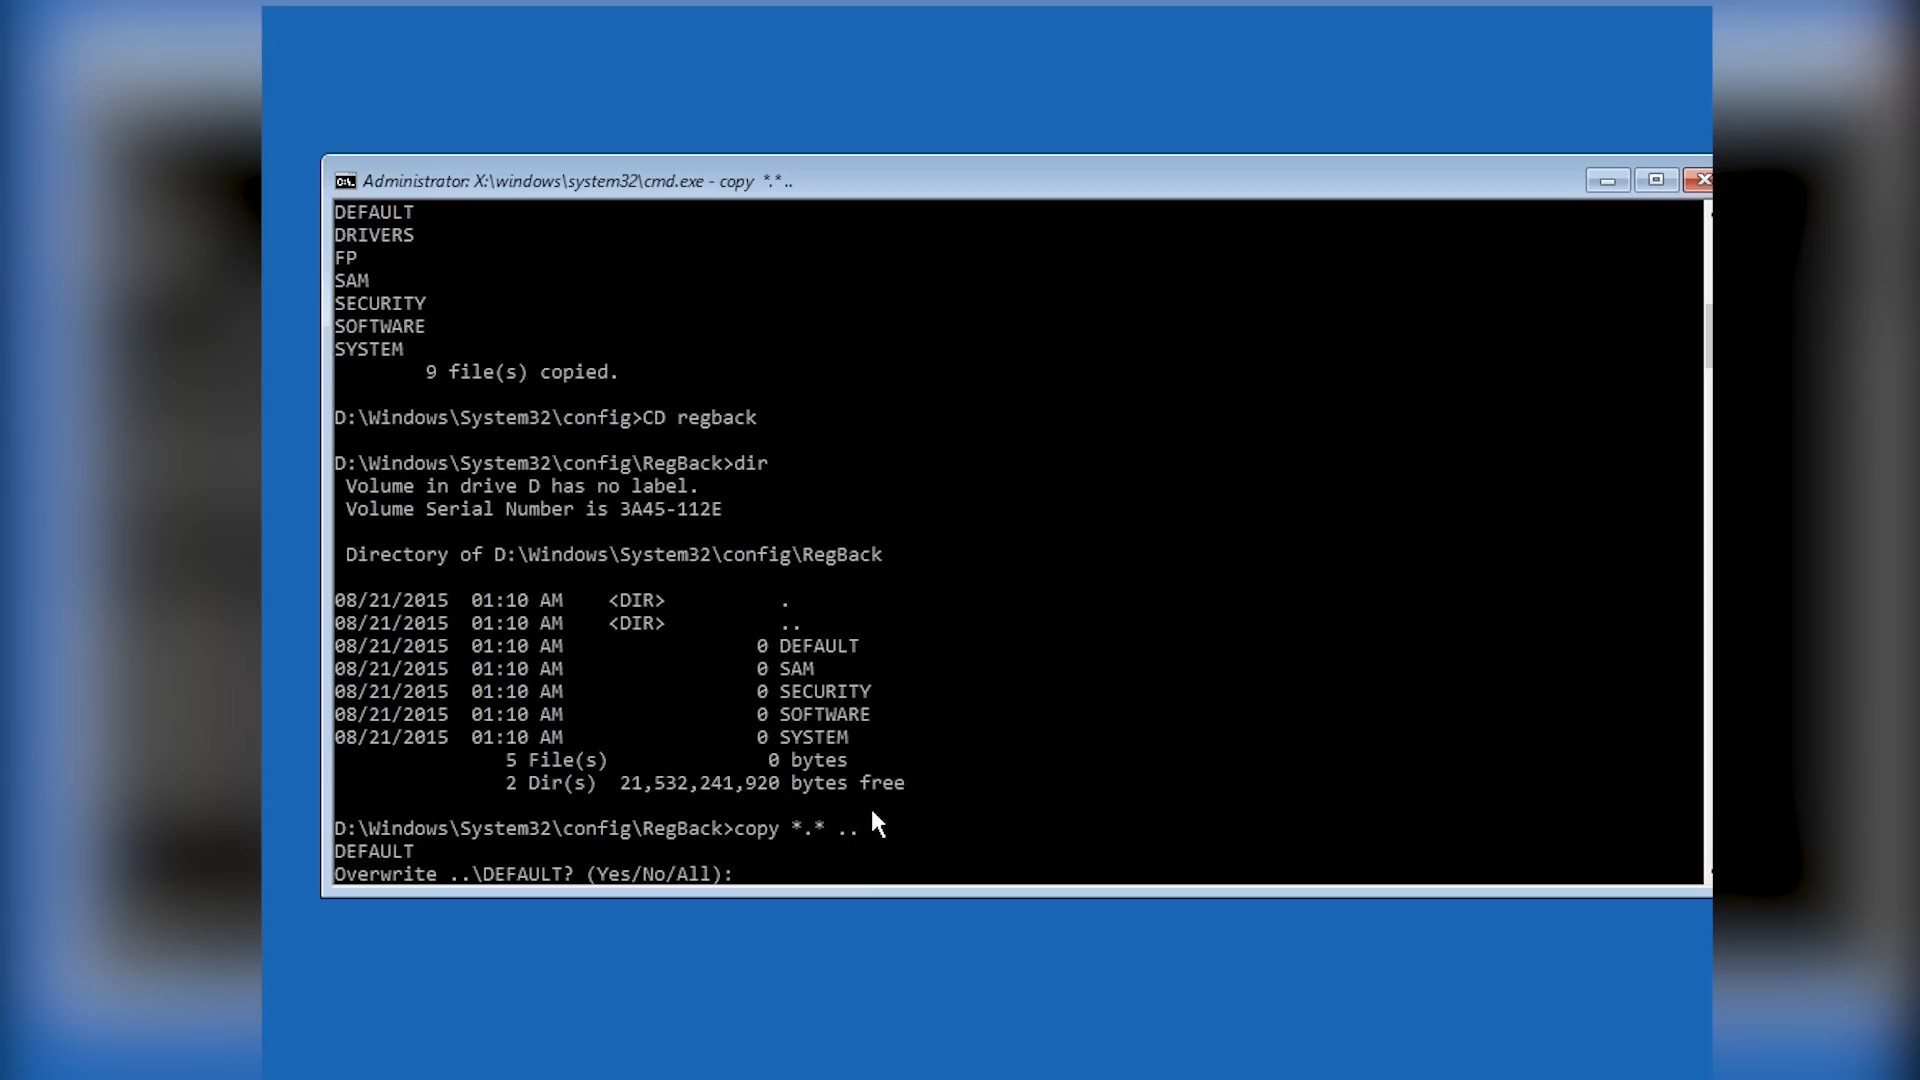 Administrator: X:\windows\system32\cmd.exe - copy *.* ..
DEFAULT
DRIVERS
FP
SAM
SECURITY
SOFTWARE
SYSTEM
9 file(s) copied.
D:\Windows\System32\config>CD regback
D:\Windows\System32\config\RegBack>dir
Volume in drive D has no label.
Volume Serial Number is 3A45-112E
Directory of D:\Windows\System32\config\RegBack
08/21/2015 01:10 AM <DIR> .
08/21/2015 01:10 AM <DIR> ..
08/21/2015 01:10 AM 0 DEFAULT
08/21/2015 01:10 AM 0 SAM
08/21/2015 01:10 AM 0 SECURITY
08/21/2015 01:10 AM 0 SOFTWARE
08/21/2015 01:10 AM 0 SYSTEM
5 File(s) 0 bytes
2 Dir(s) 21,532,241,920 bytes free
D:\Windows\System32\config\RegBack>copy *.* ..
DEFAULT
Overwrite ..\DEFAULT? (Yes/No/All):